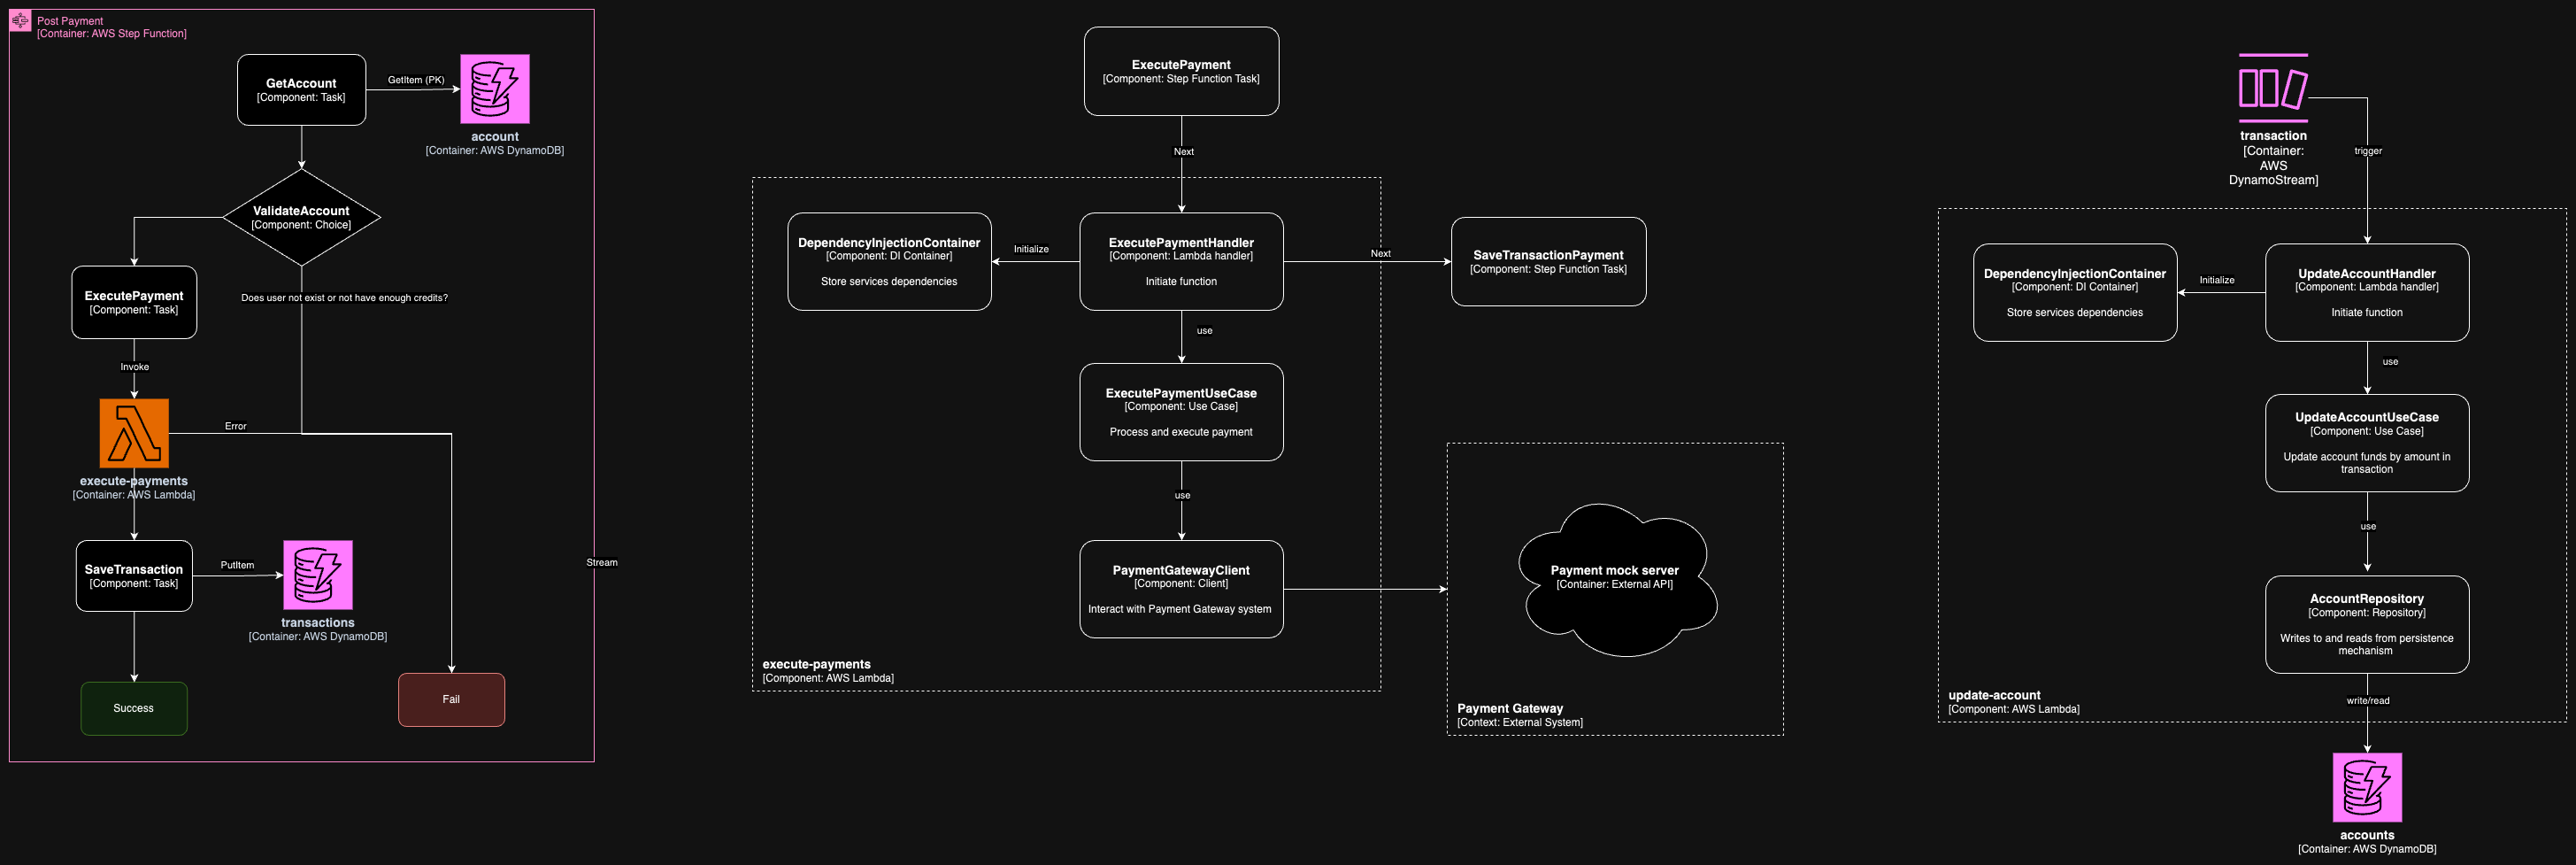 Post Payment
[Container: AWS Step Function]
GetAccount
[Component: Task]
GetItem (PK)
account
[Container: AWS DynamoDB]
ValidateAccount
[Component: Choice]
ExecutePayment
[Component: Task]
Does user not exist or not have enough credits?
Invoke
Error
execute-payments
[Container: AWS Lambda]
SaveTransaction
[Component: Task]
PutItem
transactions
[Container: AWS DynamoDB]
Stream
Success
Fail
ExecutePayment
[Component: Step Function Task]
Next
DependencyInjectionContainer
[Component: DI Container]
Store services dependencies
Initialize
ExecutePaymentHandler
[Component: Lambda handler]
Initiate function
Next
SaveTransactionPayment
[Component: Step Function Task]
use
ExecutePaymentUseCase
[Component: Use Case]
Process and execute payment
use
PaymentGatewayClient
[Component: Client]
Interact with Payment Gateway system
execute-payments
[Component: AWS Lambda]
Payment mock server
[Container: External API]
Payment Gateway
[Context: External System]
transaction
[Container:
AWS
DynamoStream]
trigger
DependencyInjectionContainer
[Component: DI Container]
Store services dependencies
Initialize
UpdateAccountHandler
[Component: Lambda handler]
Initiate function
use
UpdateAccountUseCase
[Component: Use Case]
Update account funds by amount in
transaction
use
AccountRepository
[Component: Repository]
Writes to and reads from persistence
mechanism
update-account
[Component: AWS Lambda]
write/read
accounts
[Container: AWS DynamoDB]